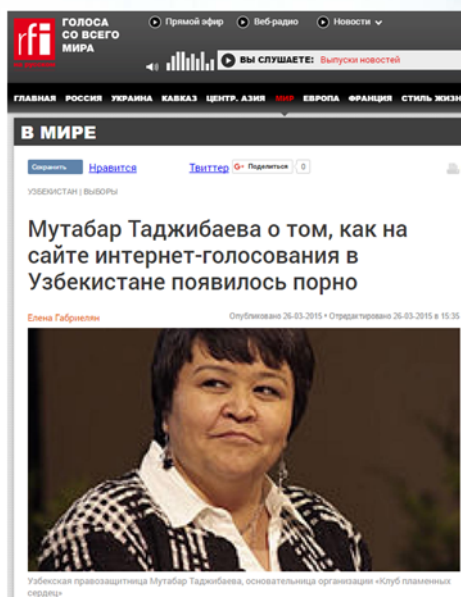 rfi
ГОЛОСА
СО ВСЕГО
МИРА
Прямой эфир
Веб-радио
Новости
ВЫ СЛУШАЕТЕ: Выпуски новостей
ГЛАВНАЯ РОССИЯ УКРАИНА КАВКАЗ ЦЕНТР. АЗИЯ МИР ЕВРОПА ФРАНЦИЯ СТИЛЬ ЖИЗН
В МИРЕ
Сохранить Нравится Твиттер G+ Поделиться 0
УЗБЕКИСТАН | ВЫБОРЫ
Мутабар Таджибаева о том, как на
сайте интернет-голосования в
Узбекистане появилось порно
Елена Габриелян Опубликовано 26-03-2015 • Отредактировано 26-03-2015 в 15:35
Узбекская правозащитница Мутабар Таджибаева, основательница организации «Клуб пламенных
сердец»